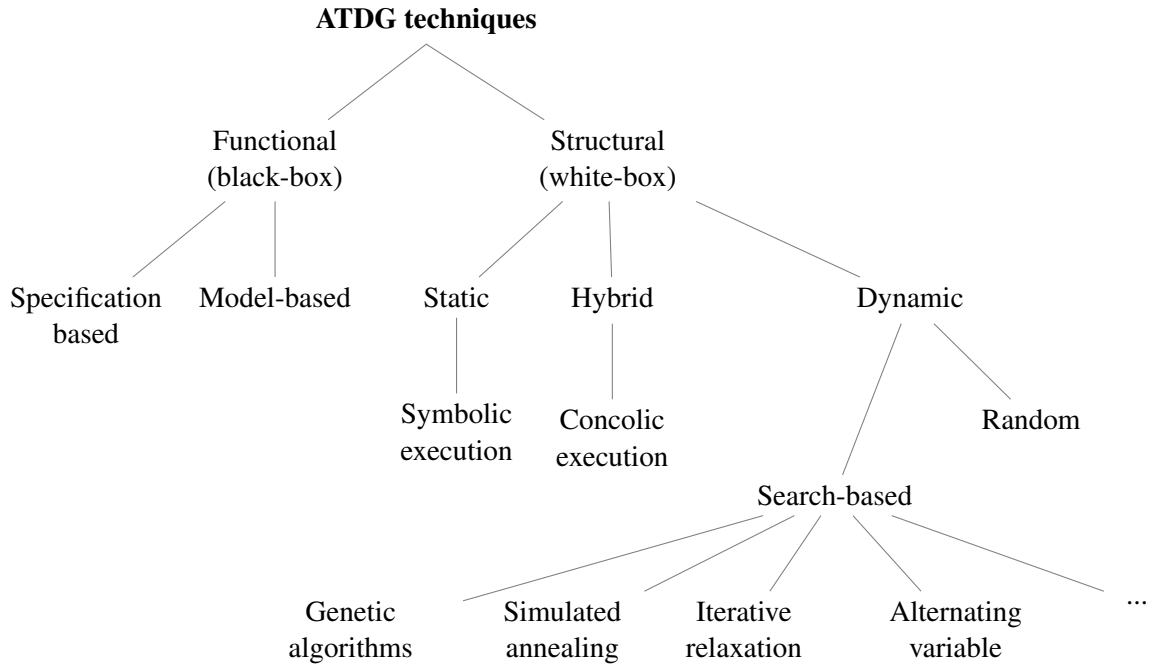 ATDG techniques
Functional
(black-box)
Structural
(white-box)
Specification
based
Model-based
Static
Hybrid
Dynamic
Symbolic
execution
Concolic
execution
Random
Search-based
Genetic
algorithms
Simulated
annealing
Iterative
relaxation
Alternating
variable
...